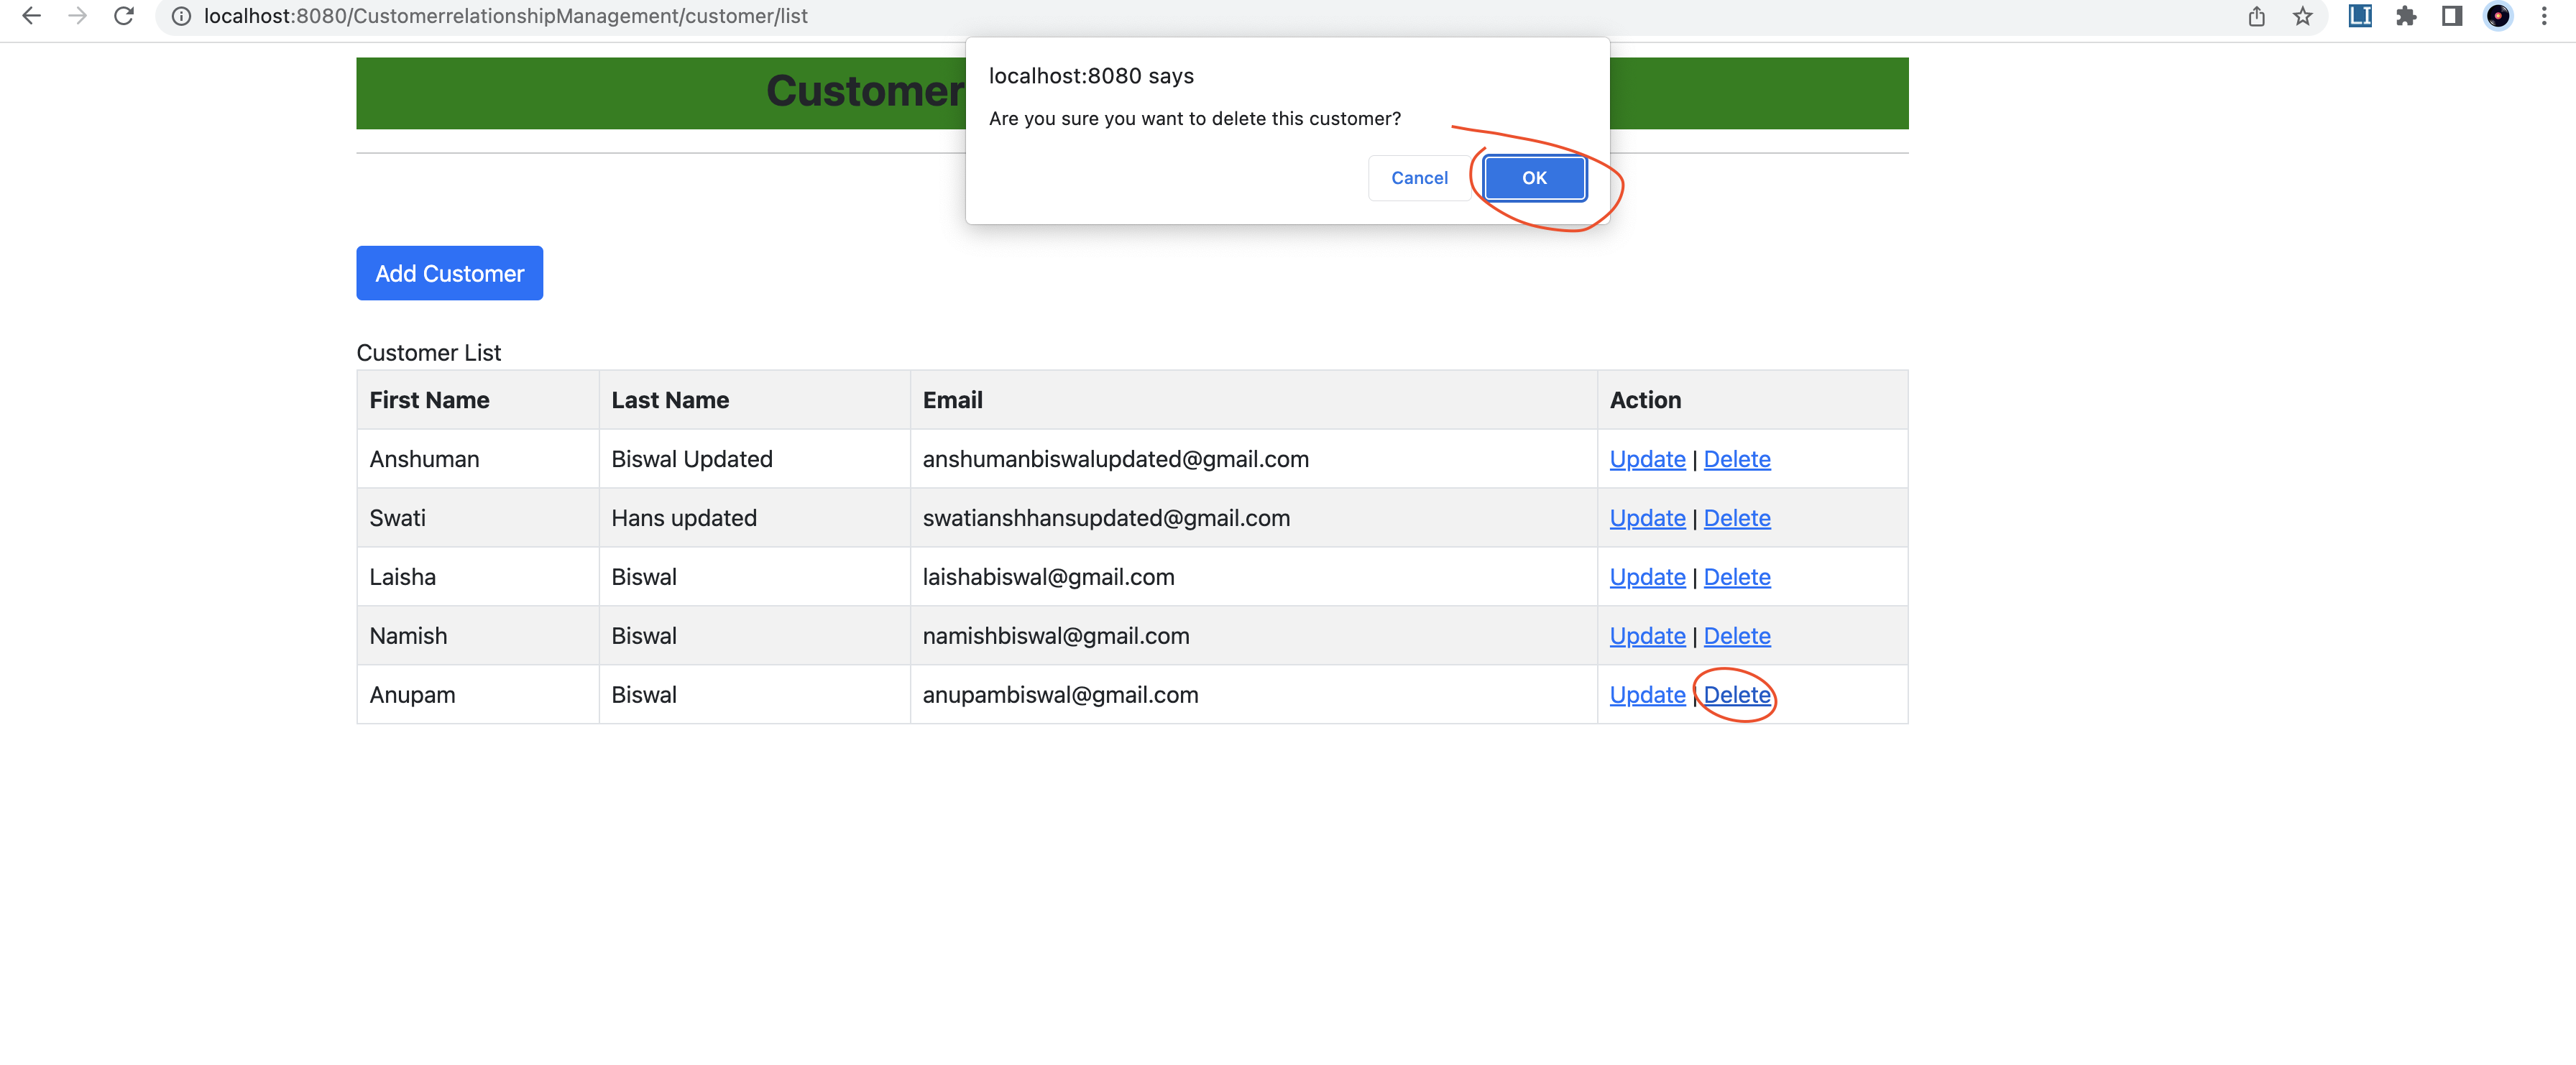 localhost:8080/CustomerrelationshipManagement/customer/list
LI
localhost:8080 says
Customer
Are you sure you want to delete this customer?
Cancel OK
Add Customer
Customer List
First Name Last Name Email Action
Anshuman Biswal Updated anshumanbiswalupdated@gmail.com Update | Delete
Swati Hans updated swatianshhansupdated@gmail.com Update | Delete
Laisha Biswal laishabiswal@gmail.com Update | Delete
Namish Biswal namishbiswal@gmail.com Update | Delete
Anupam Biswal anupambiswal@gmail.com Update | Delete